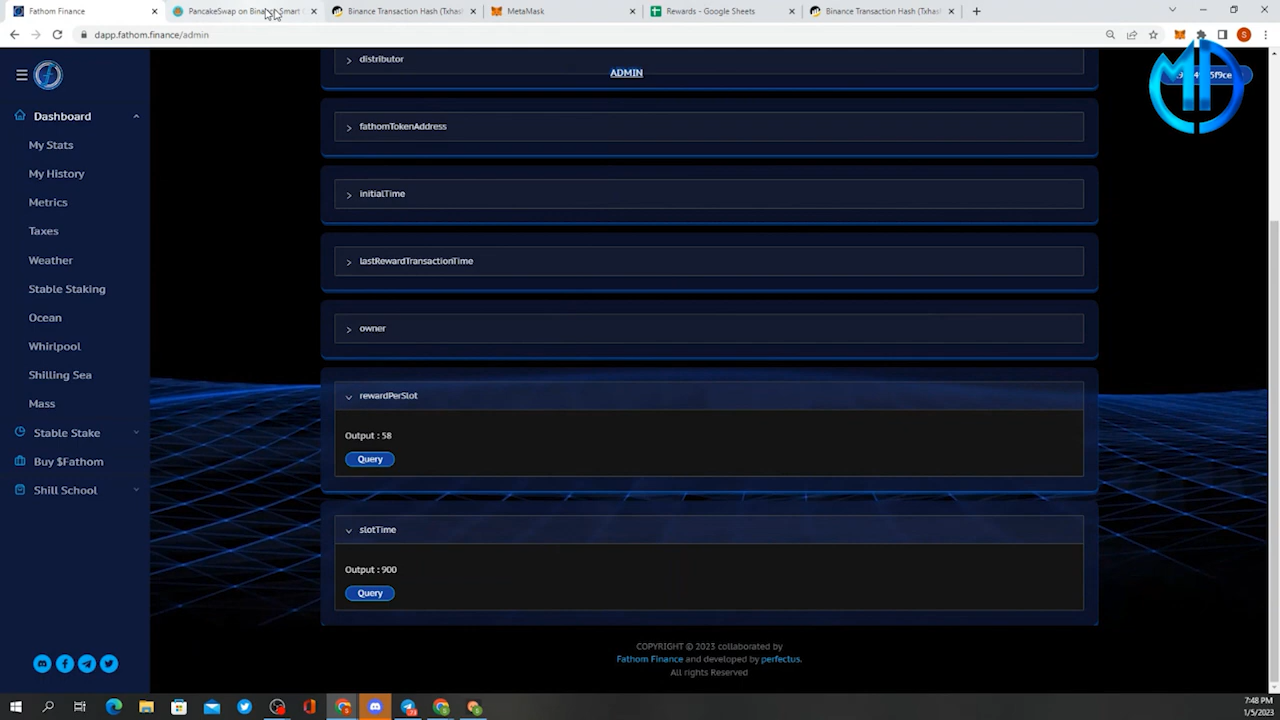 Fathom Finance
PancakeSwap on Binance Smart
Binance Transaction Hash (Txhas
MetaMask
Rewards - Google Sheets
Binance Transaction Hash (Txhas
dapp.fathom.finance/admin
S
Dashboard
My Stats
My History
Metrics
Taxes
Weather
Stable Staking
Ocean
Whirlpool
Shilling Sea
Mass
Stable Stake
Buy $Fathom
Shill School
distributor
ADMIN
fathomTokenAddress
initialTime
lastRewardTransactionTime
owner
rewardPerSlot
Output : 58
Query
slotTime
Output : 900
Query
COPYRIGHT © 2023 collaborated by
Fathom Finance and developed by perfectus.
All rights Reserved
7:48 PM
1/5/2023